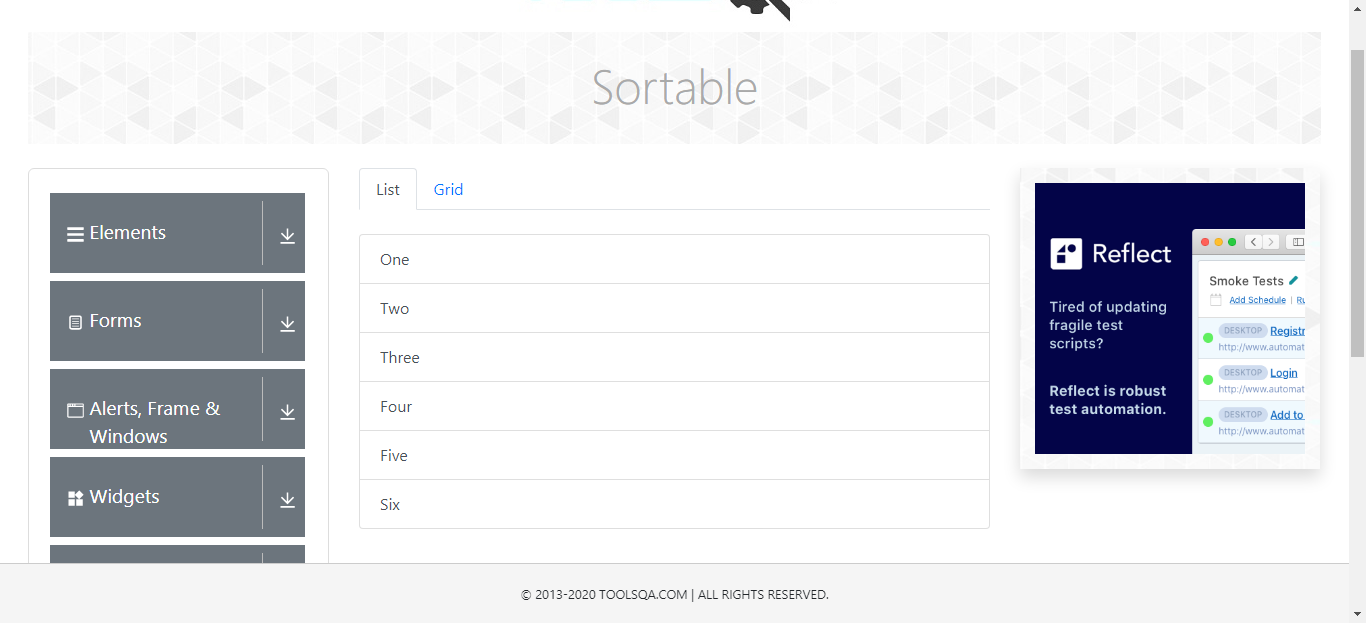 Sortable
Elements
Forms
Alerts, Frame &
Windows
Widgets
List
Grid
One
Two
Three
Four
Five
Six
Reflect
Tired of updating
fragile test
scripts?
Reflect is robust
test automation.
Smoke Tests
Add Schedule | Ru
DESKTOP Registr
http://www.automat
DESKTOP Login
http://www.automat
DESKTOP Add to
http://www.automat
© 2013-2020 TOOLSQA.COM | ALL RIGHTS RESERVED.